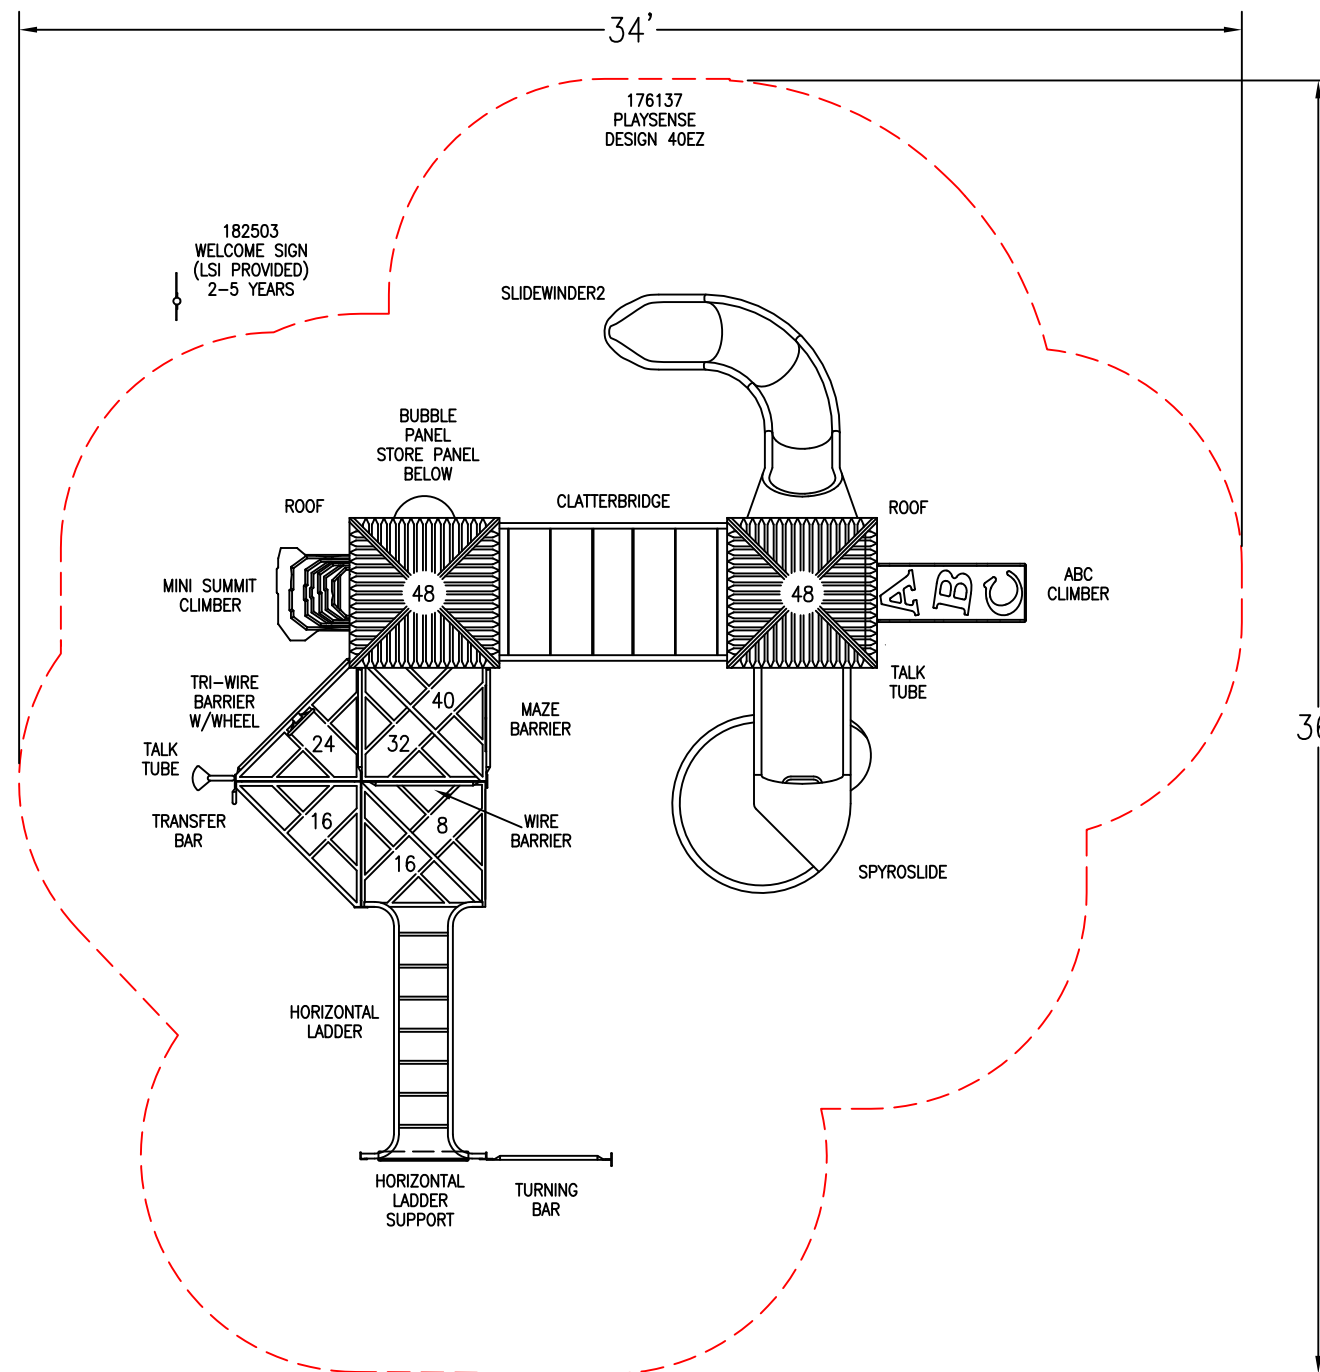 34'
176137
PLAYSENSE
DESIGN 40EZ
182503
WELCOME SIGN
(LSI PROVIDED)
2-5 YEARS
SLIDEWINDER2
BUBBLE
PANEL
STORE PANEL
BELOW
ROOF
CLATTERBRIDGE
ROOF
MINI SUMMIT
CLIMBER
48
48
A B C
ABC
CLIMBER
TRI-WIRE
BARRIER
W/WHEEL
40
MAZE
BARRIER
TALK
TUBE
24
32
TALK
TUBE
36
TRANSFER
BAR
16
8
16
WIRE
BARRIER
SPYROSLIDE
HORIZONTAL
LADDER
HORIZONTAL
LADDER
SUPPORT
TURNING
BAR